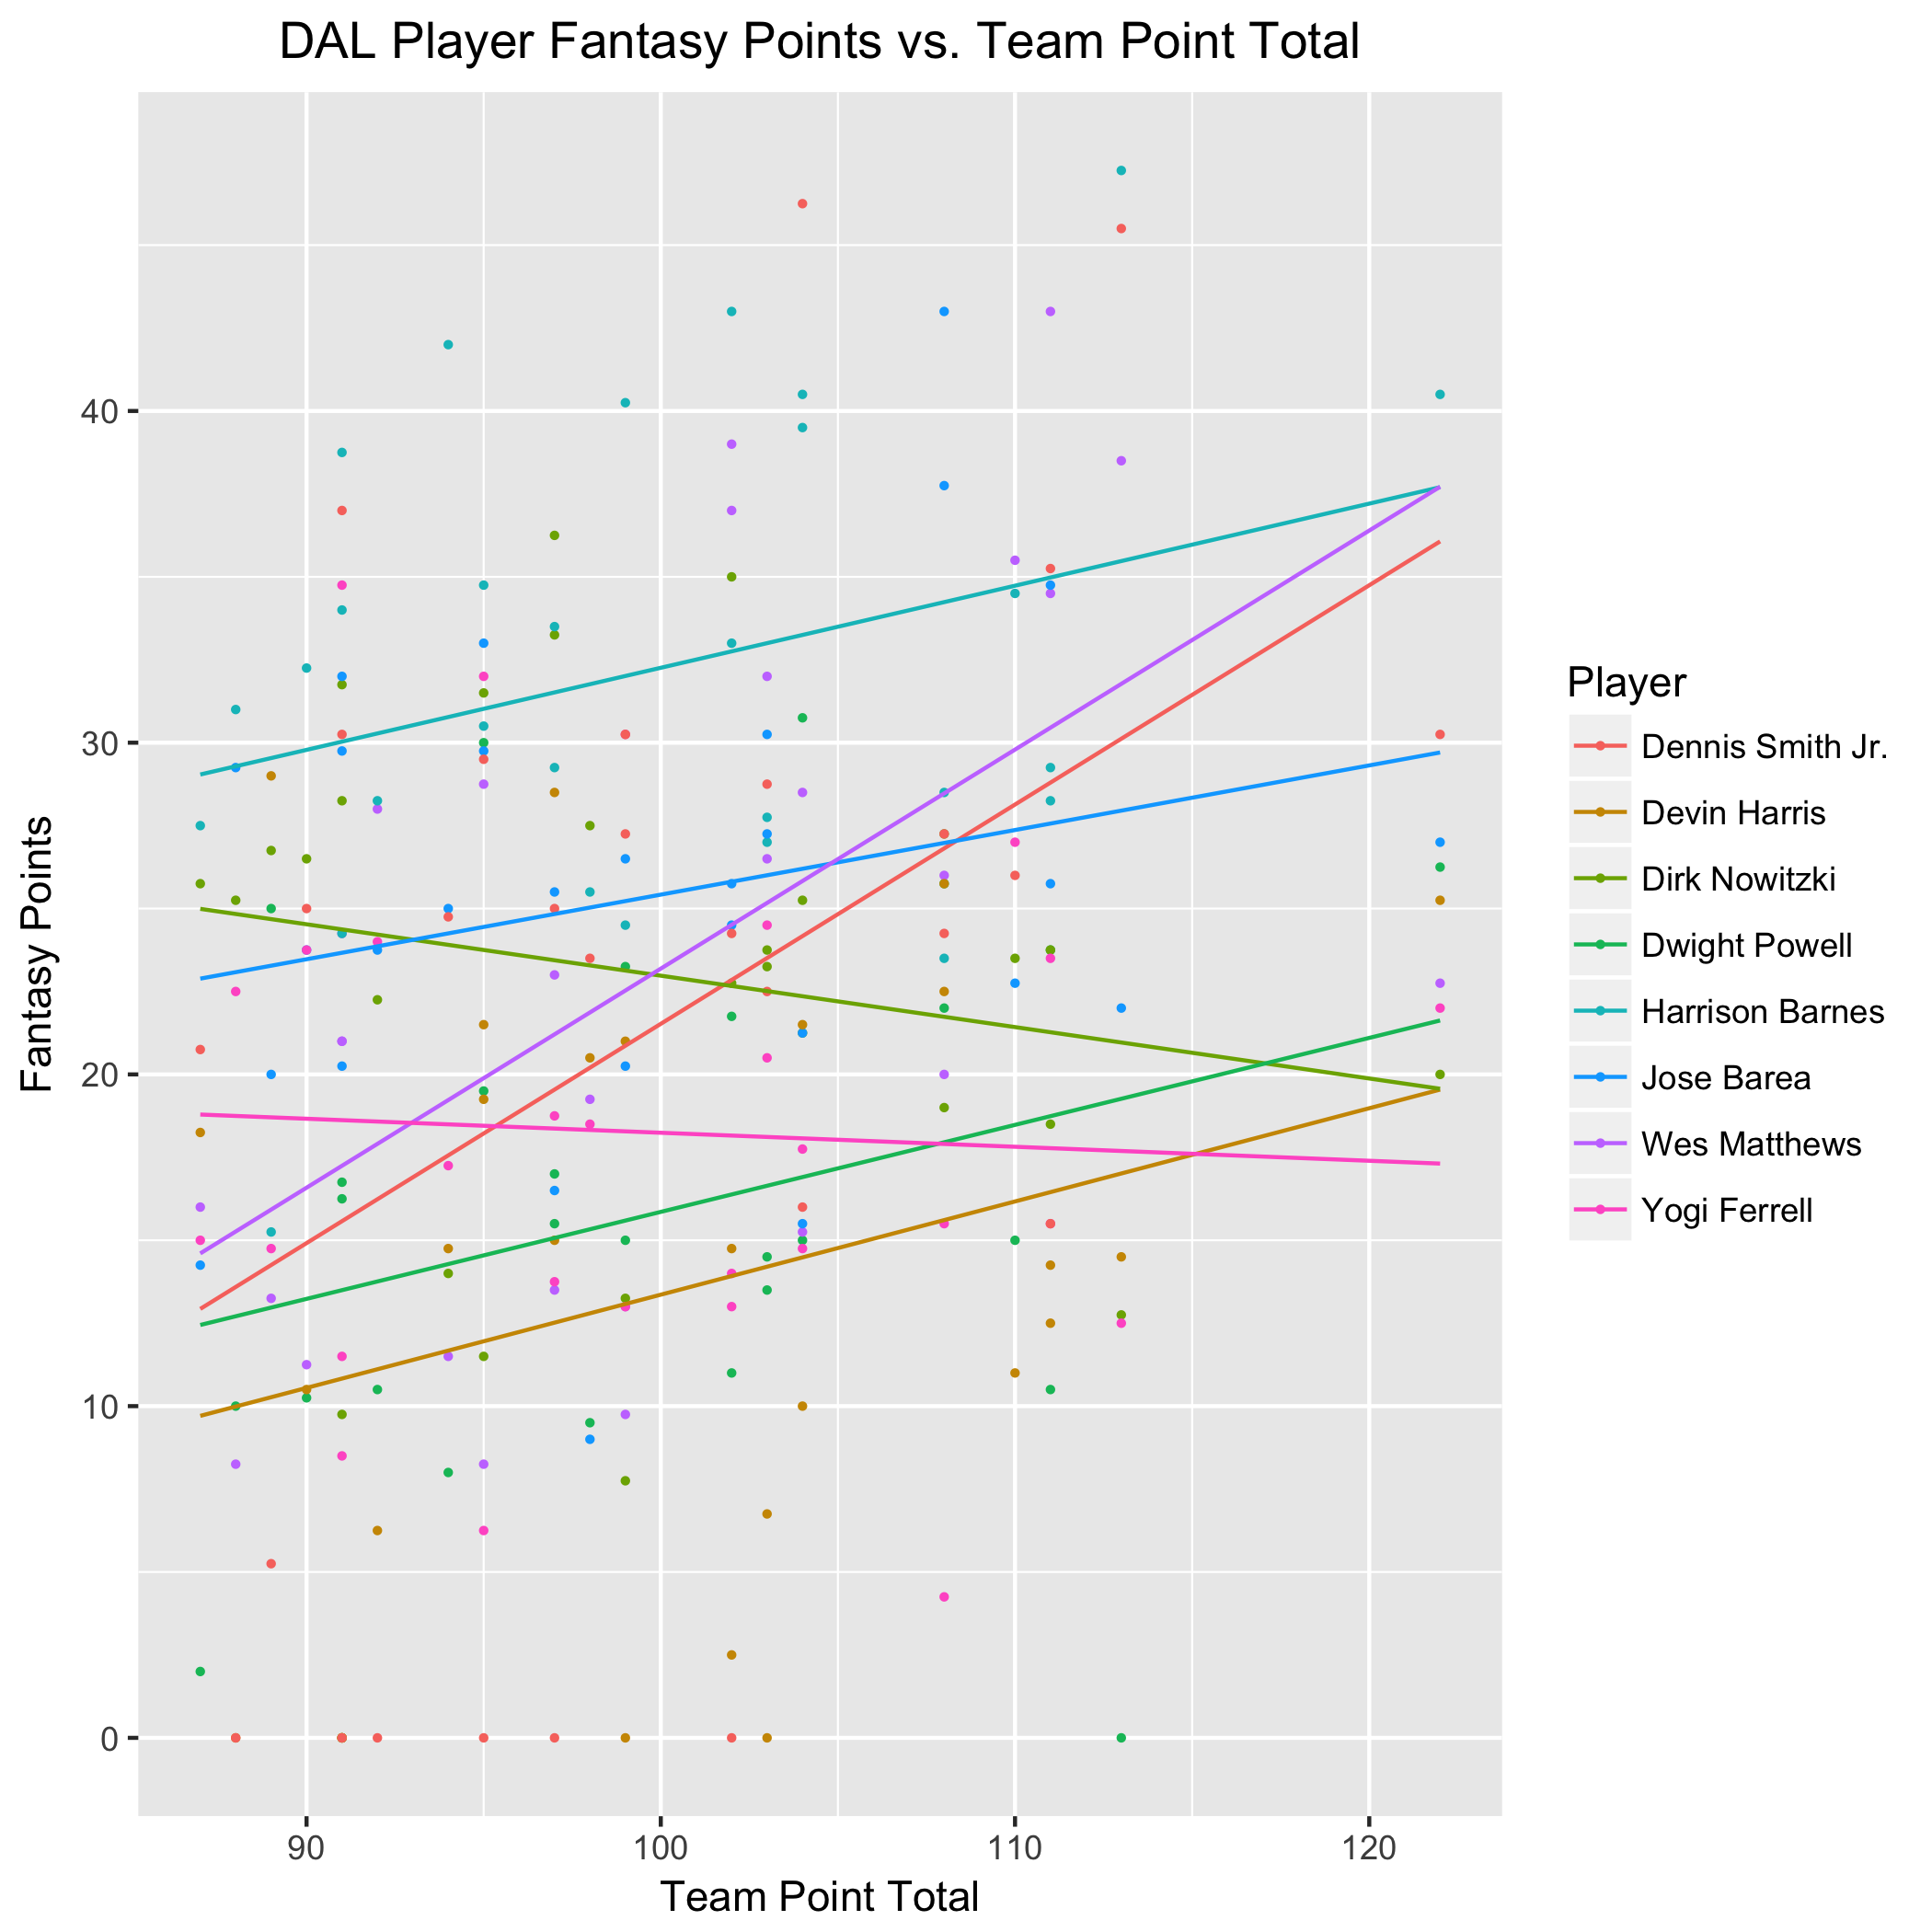 DAL Player Fantasy Points vs. Team Point Total
Fantasy Points
40
30
20
10
0
90 100 110 120
Team Point Total
Player
Dennis Smith Jr.
Devin Harris
Dirk Nowitzki
Dwight Powell
Harrison Barnes
Jose Barea
Wes Matthews
Yogi Ferrell